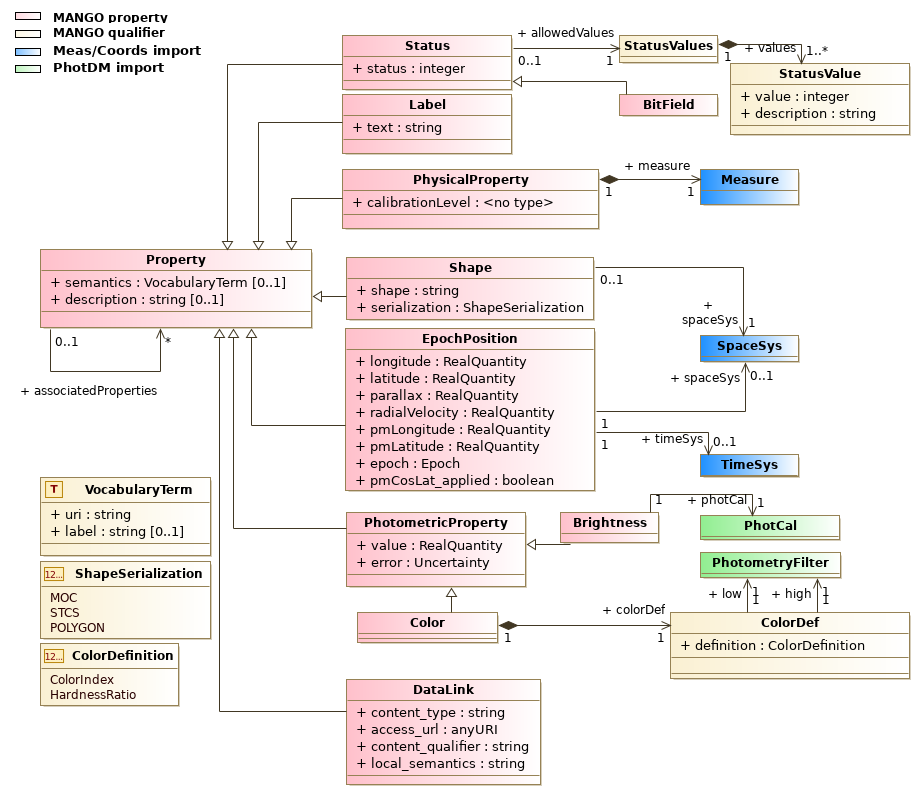 MANGO property
MANGO qualifier
Meas/Coords import
PhotDM import
Status
+ status : integer
+ allowedValues
0..1
1
StatusValues
1
+ values
1..*
StatusValue
+ value : integer
+ description : string
BitField
Label
+ text : string
PhysicalProperty
+ calibrationLevel : <no type>
+ measure
1
1
Measure
Property
+ semantics : VocabularyTerm [0..1]
+ description : string [0..1]
0..1
*
+ associatedProperties
Shape
+ shape : string
+ serialization : ShapeSerialization
0..1
+
spaceSys
1
SpaceSys
EpochPosition
+ longitude : RealQuantity
+ latitude : RealQuantity
+ parallax : RealQuantity
+ radialVelocity : RealQuantity
+ pmLongitude : RealQuantity
+ pmLatitude : RealQuantity
+ epoch : Epoch
+ pmCosLat_applied : boolean
+ spaceSys
0..1
1
1
+ timeSys
0..1
TimeSys
T
VocabularyTerm
+ uri : string
+ label : string [0..1]
PhotometricProperty
+ value : RealQuantity
+ error : Uncertainty
Brightness
1
+ photCal
1
PhotCal
PhotometryFilter
+ low
1
1
+ high
1
1
12...
ShapeSerialization
MOC
STCS
POLYGON
Color
1
+ colorDef
1
ColorDef
+ definition : ColorDefinition
12...
ColorDefinition
ColorIndex
HardnessRatio
DataLink
+ content_type : string
+ access_url : anyURI
+ content_qualifier : string
+ local_semantics : string